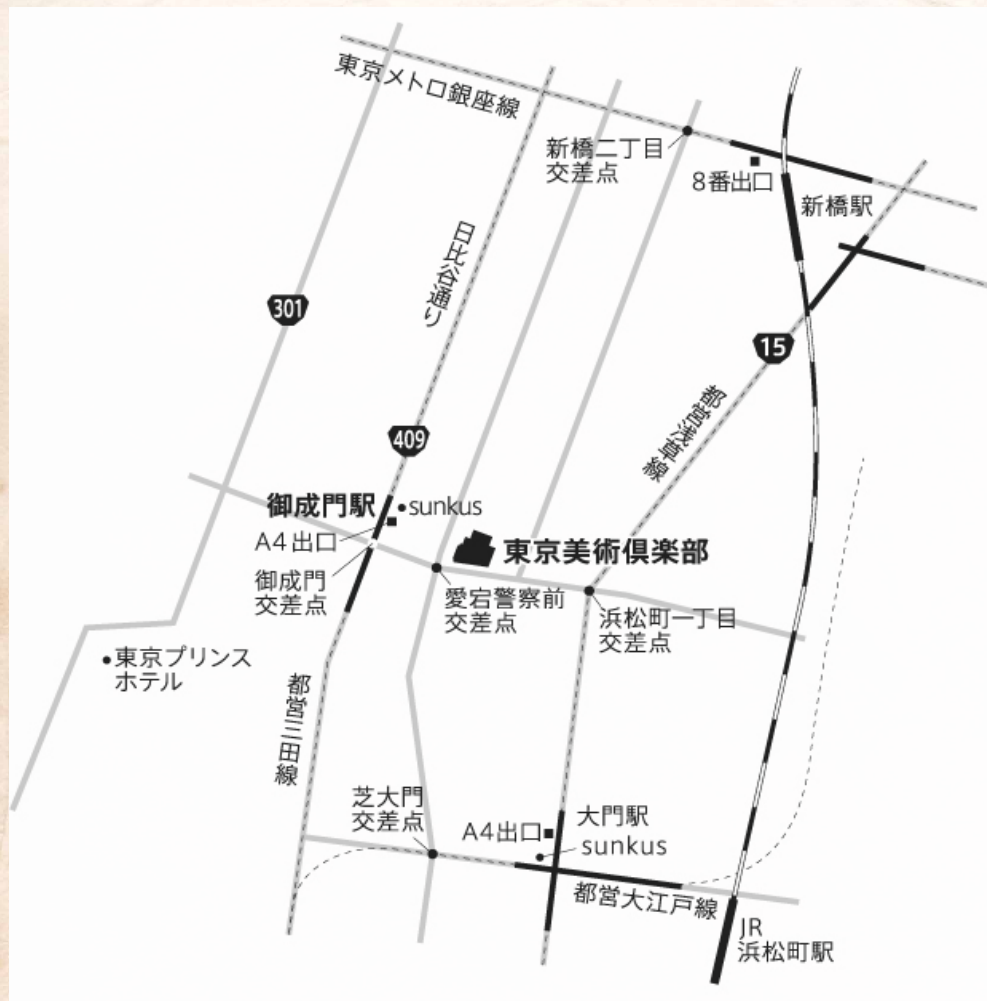 東京メトロ銀座線
新橋二丁目
交差点
8番出口
新橋駅
日比谷通り
301
15
都営浅草線
409
御成門駅
sunkus
A4出口
東京美術倶楽部
御成門
交差点
愛宕警察前
交差点
浜松町一丁目
交差点
東京プリンス
ホテル
都営三田線
芝大門
交差点
A4出口
大門駅
sunkus
都営大江戸線
JR
浜松町駅